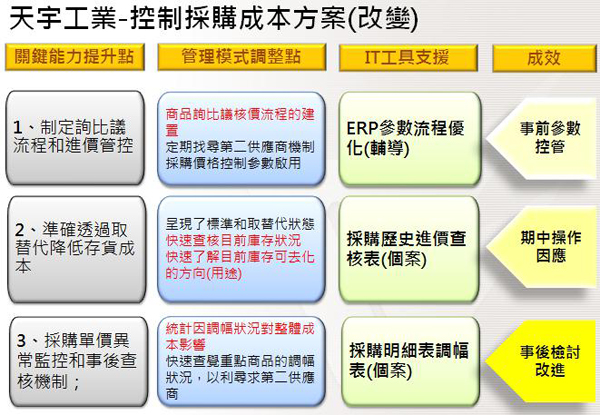 天宇工業-控制採購成本方案(改變)
關鍵能力提升點
管理模式調整點
IT工具支援
成效
1、制定詢比議
流程和進價管控
商品詢比議核價流程的建
置
定期找尋第二供應商機制
採購價格控制參數啟用
ERP參數流程優
化(輔導)
事前參數
控管
2、準確透過取
替代降低存貨成
本
呈現了標準和取替代狀態
快速查核目前庫存狀況
快速了解目前庫存可去化
的方向(用途)
採購歷史進價查
核表(個案)
期中操作
因應
3、採購單價異
常監控和事後查
核機制；
統計因調幅狀況對整體成
本影響
快速查覺重點商品的調幅
狀況，以利尋求第二供應
商
採購明細表調幅
表(個案)
事後檢討
改進